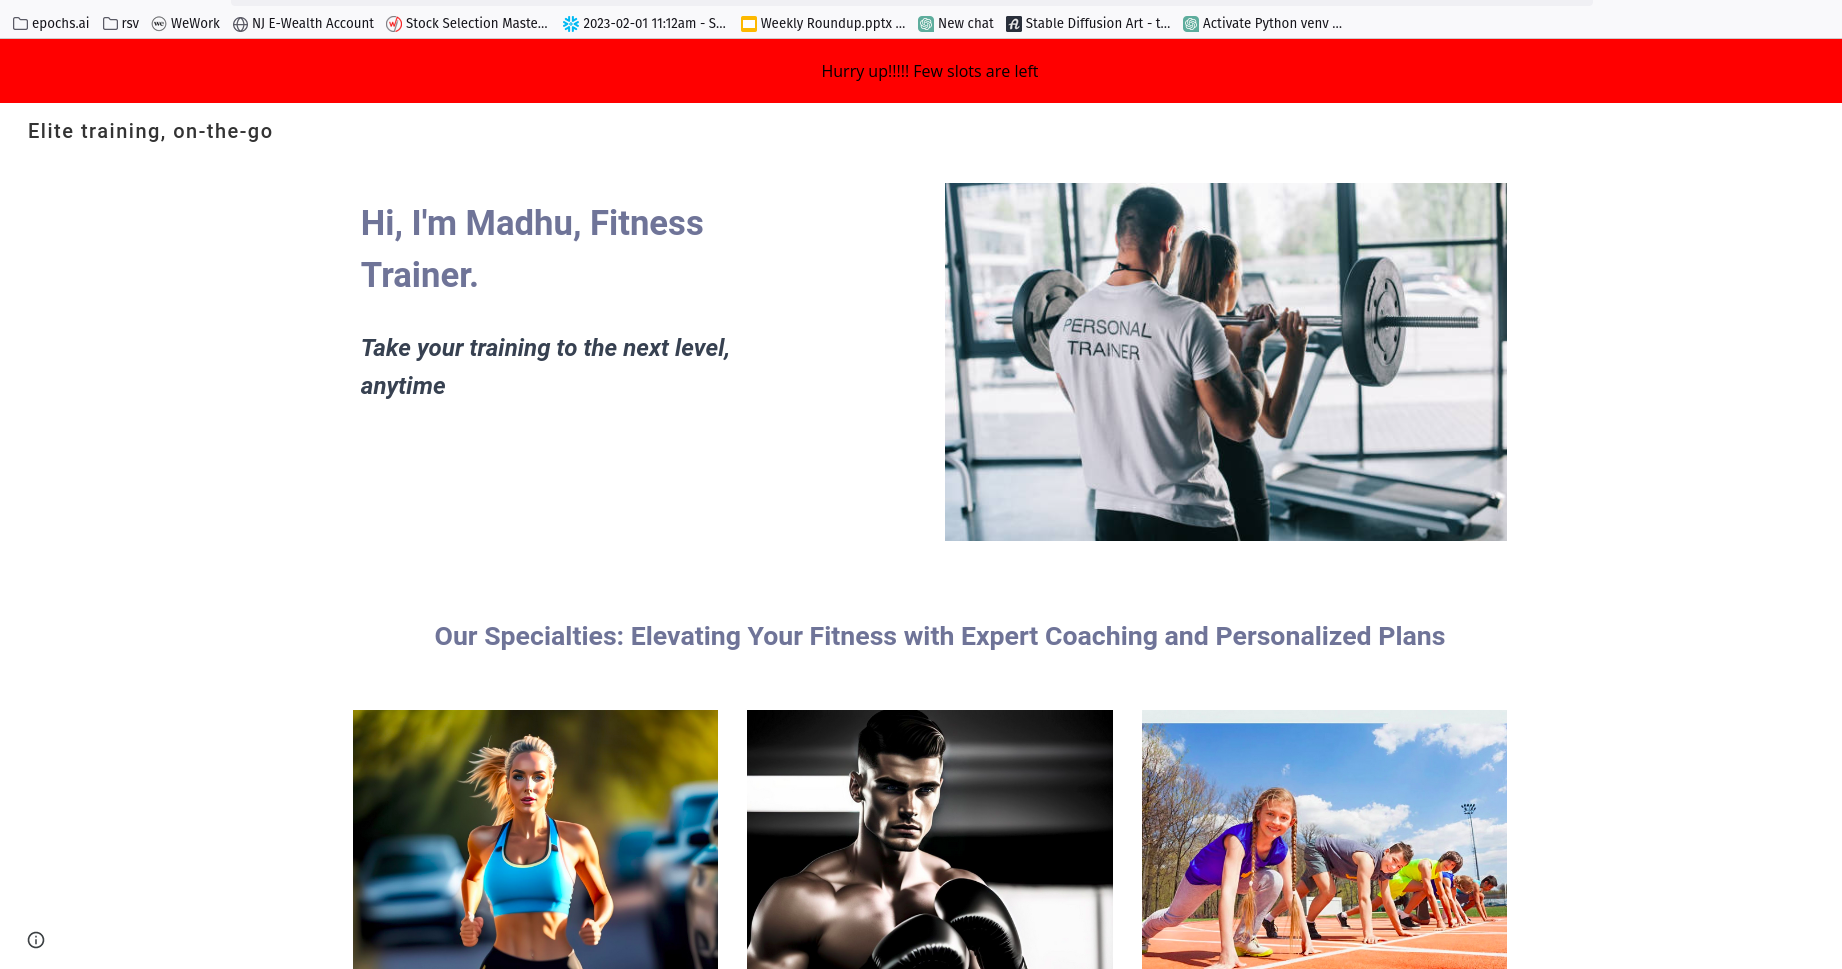 epochs.ai rsv WeWork NJ E-Wealth Account Stock Selection Maste... 2023-02-01 11:12am - S... Weekly Roundup.pptx ... New chat Stable Diffusion Art - t... Activate Python venv ...
Hurry up!!!!! Few slots are left
Elite training, on-the-go
Hi, I'm Madhu, Fitness
Trainer.
Take your training to the next level,
anytime
PERSONAL
TRAINER
Our Specialties: Elevating Your Fitness with Expert Coaching and Personalized Plans